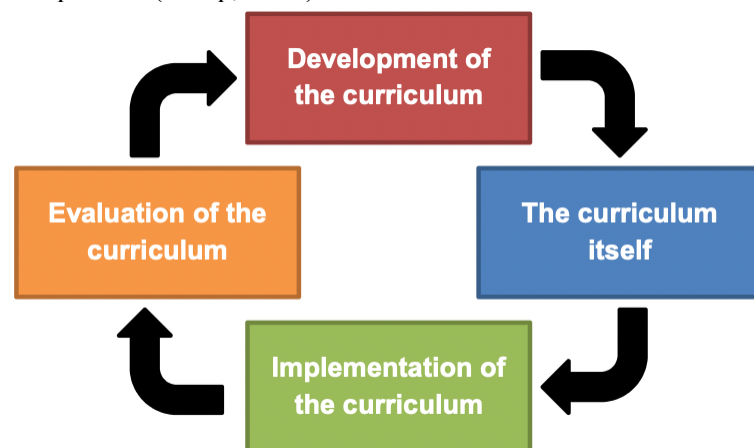 Development of
the curriculum
Evaluation of the
curriculum
The curriculum
itself
Implementation of
the curriculum